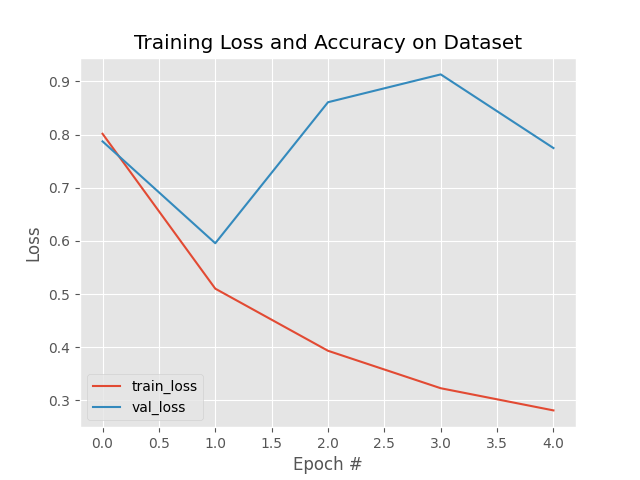 Training Loss and Accuracy on Dataset
0.9
0.8
0.7
0.6
0.5
0.4
0.3
Loss
train_loss
val_loss
0.0 0.5 1.0 1.5 2.0 2.5 3.0 3.5 4.0
Epoch #